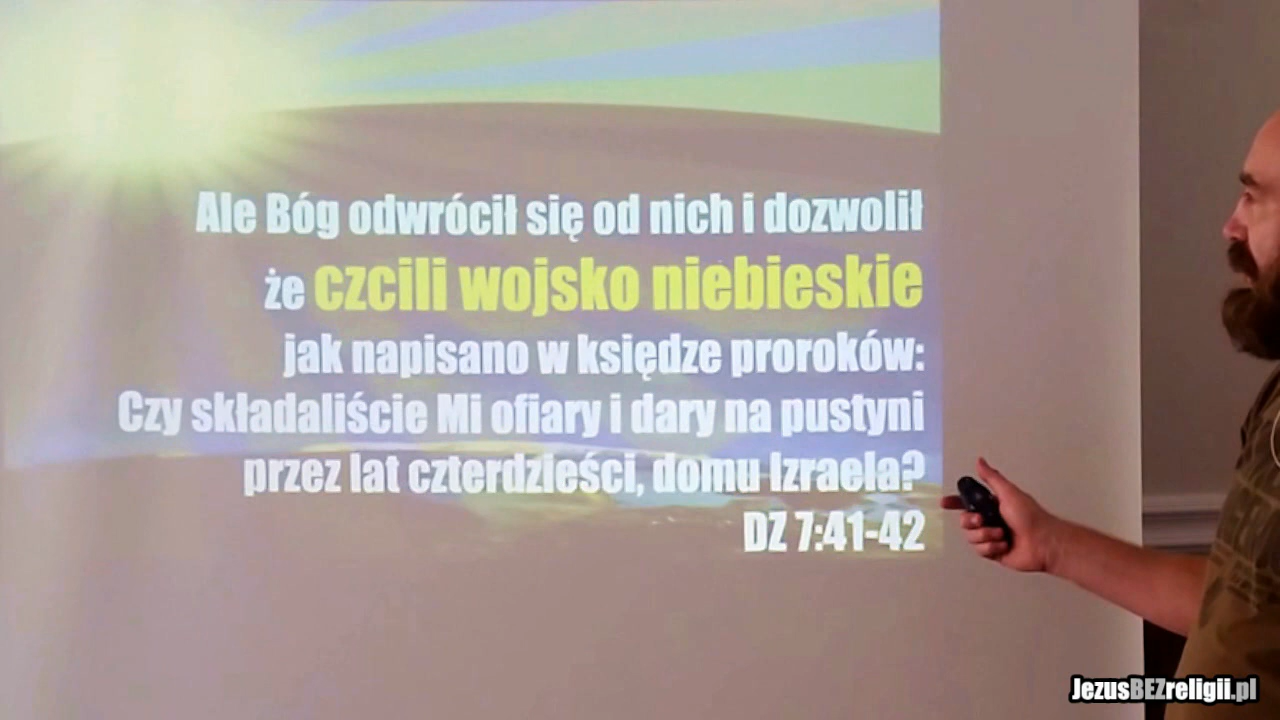 Ale Bóg odwrócił się od nich i dozwolił
że czcili wojsko niebieskie
jak napisano w księdze proroków:
Czy składaliście Mi ofiary i dary na pustyni
przez lat czterdzieści, domu Izraela?
DZ 7:41-42
JezusBEZreligii.pl